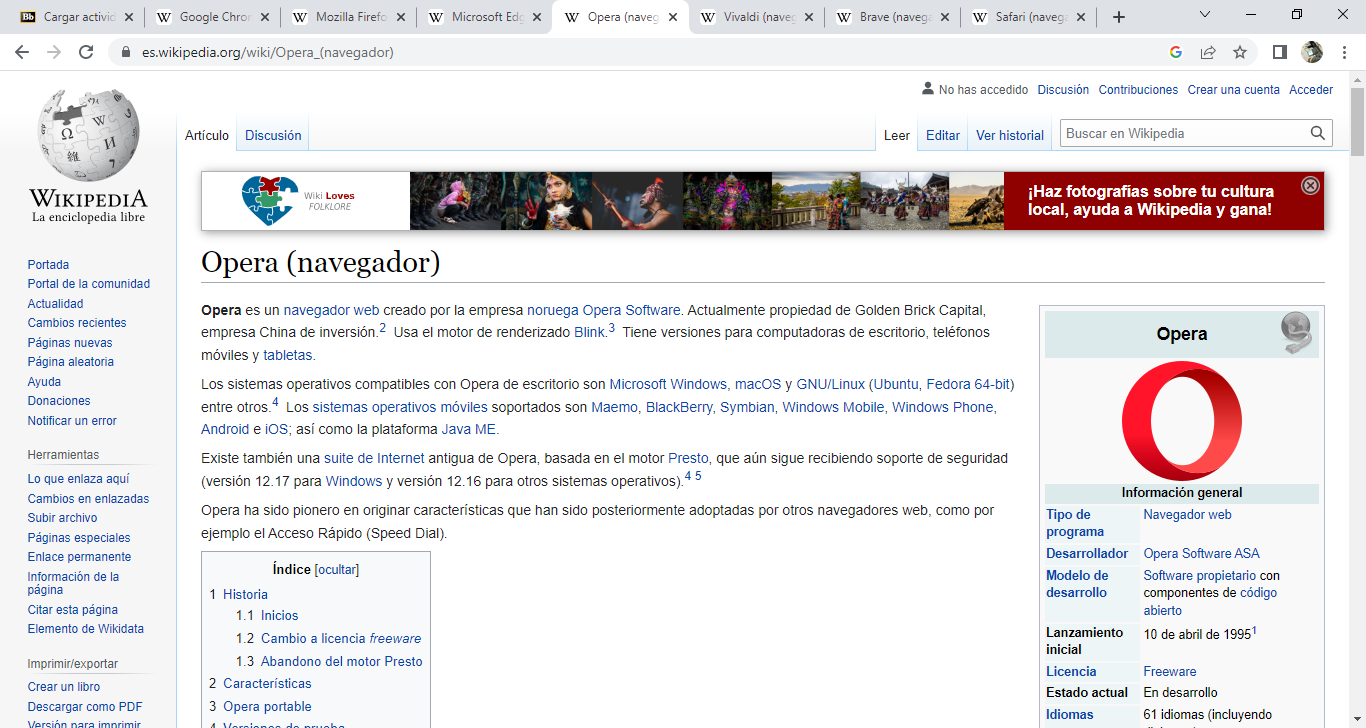 Bb Cargar activid
W Google Chron
W Mozilla Firefo
W Microsoft Edg
W Opera (naveg
W Vivaldi (naveg
W Brave (navega
W Safari (navega
es.wikipedia.org/wiki/Opera_(navegador)
No ha accedido Discusión Contribuciones Crear una cuenta Acceder
Artículo Discusión Leer Editar Ver historial Buscar en Wikipedia
WIKIPEDIA
La enciclopedia libre
Portada
Portal de la comunidad
Actualidad
Cambios recientes
Páginas nuevas
Página aleatoria
Ayuda
Donaciones
Notificar un error
Herramientas
Lo que enlaza aquí
Cambios en enlazadas
Subir archivo
Páginas especiales
Enlace permanente
Información de la
página
Citar esta página
Elemento de Wikidata
Imprimir/exportar
Crear un libro
Descargar como PDF
Versión para imprimir
Wiki Loves
FOLKLORE
¡Haz fotografías sobre tu cultura
local, ayuda a Wikipedia y gana!
Opera (navegador)
Opera es un navegador web creado por la empresa noruega Opera Software. Actualmente propiedad de Golden Brick Capital,
empresa China de inversión.2 Usa el motor de renderizado Blink.3 Tiene versiones para computadoras de escritorio, teléfonos
móviles y tabletas.
Los sistemas operativos compatibles con Opera de escritorio son Microsoft Windows, macOS y GNU/Linux (Ubuntu, Fedora 64-bit)
entre otros.4 Los sistemas operativos móviles soportados son Maemo, BlackBerry, Symbian, Windows Mobile, Windows Phone,
Android e iOS; así como la plataforma Java ME.
Existe también una suite de Internet antigua de Opera, basada en el motor Presto, que aún sigue recibiendo soporte de seguridad
(versión 12.17 para Windows y versión 12.16 para otros sistemas operativos).4 5
Opera ha sido pionero en originar características que han sido posteriormente adoptadas por otros navegadores web, como por
ejemplo el Acceso Rápido (Speed Dial).
Índice [ocultar]
1 Historia
1.1 Inicios
1.2 Cambio a licencia freeware
1.3 Abandono del motor Presto
2 Características
3 Opera portable
4 Versiones de prueba
Opera
Información general
Tipo de Navegador web
programa
Desarrollador Opera Software ASA
Modelo de Software propietario con
desarrollo componentes de código
abierto
Lanzamiento 10 de abril de 19951
inicial
Licencia Freeware
Estado actual En desarrollo
Idiomas 61 idiomas (incluyendo